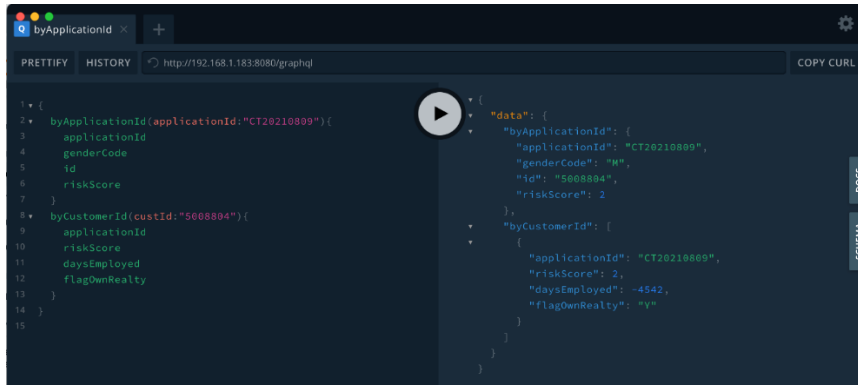 Q byApplicationId ×
+
PRETTIFY HISTORY http://192.168.1.183:8080/graphql COPY CURL
1 {
2 byApplicationId(applicationId:"CT20210809"){
3 applicationId
4 genderCode
5 id
6 riskScore
7 }
8 byCustomerId(custId:"5008804"){
9 applicationId
10 riskScore
11 daysEmployed
12 flagOwnRealty
13 }
14 }
15
{
"data": {
"byApplicationId": {
"applicationId": "CT20210809",
"genderCode": "M",
"id": "5008804",
"riskScore": 2
},
"byCustomerId": [
{
"applicationId": "CT20210809",
"riskScore": 2,
"daysEmployed": -4542,
"flagOwnRealty": "Y"
}
]
}
}